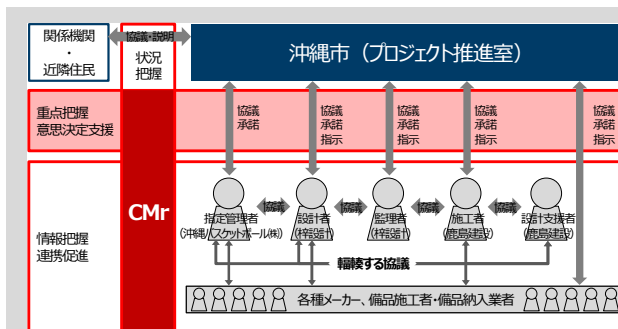 関係機関
・
近隣住民
協議・説明
状況
把握
沖縄市（プロジェクト推進室）
重点把握
意思決定支援
協議
承諾
協議
承諾
指示
協議
承諾
指示
協議
承諾
指示
協議
承諾
指示
CMr
情報把握
連携促進
協議
協議
協議
協議
指定管理者
(沖縄バスケットボール㈱)
設計者
(梓設計)
監理者
(梓設計)
施工者
(鹿島建設)
設計支援者
(鹿島建設)
輻輳する協議
各種メーカー、備品施工者・備品納入業者